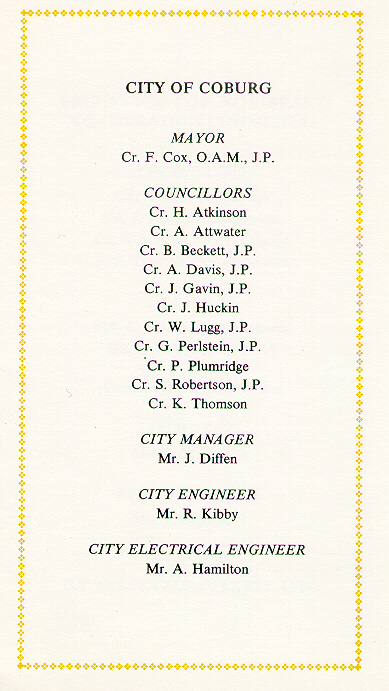 CITY OF COBURG
MAYOR
Cr. F. Cox, O.A.M., J.P.
COUNCILLORS
Cr. H. Atkinson
Cr. A. Attwater
Cr. B. Beckett, J.P.
Cr. A. Davis, J.P.
Cr. J. Gavin, J.P.
Cr. J. Huckin
Cr. W. Lugg, J.P.
Cr. G. Perlstein, J.P.
Cr. P. Plumridge
Cr. S. Robertson, J.P.
Cr. K. Thomson
CITY MANAGER
Mr. J. Diffen
CITY ENGINEER
Mr. R. Kibby
CITY ELECTRICAL ENGINEER
Mr. A. Hamilton